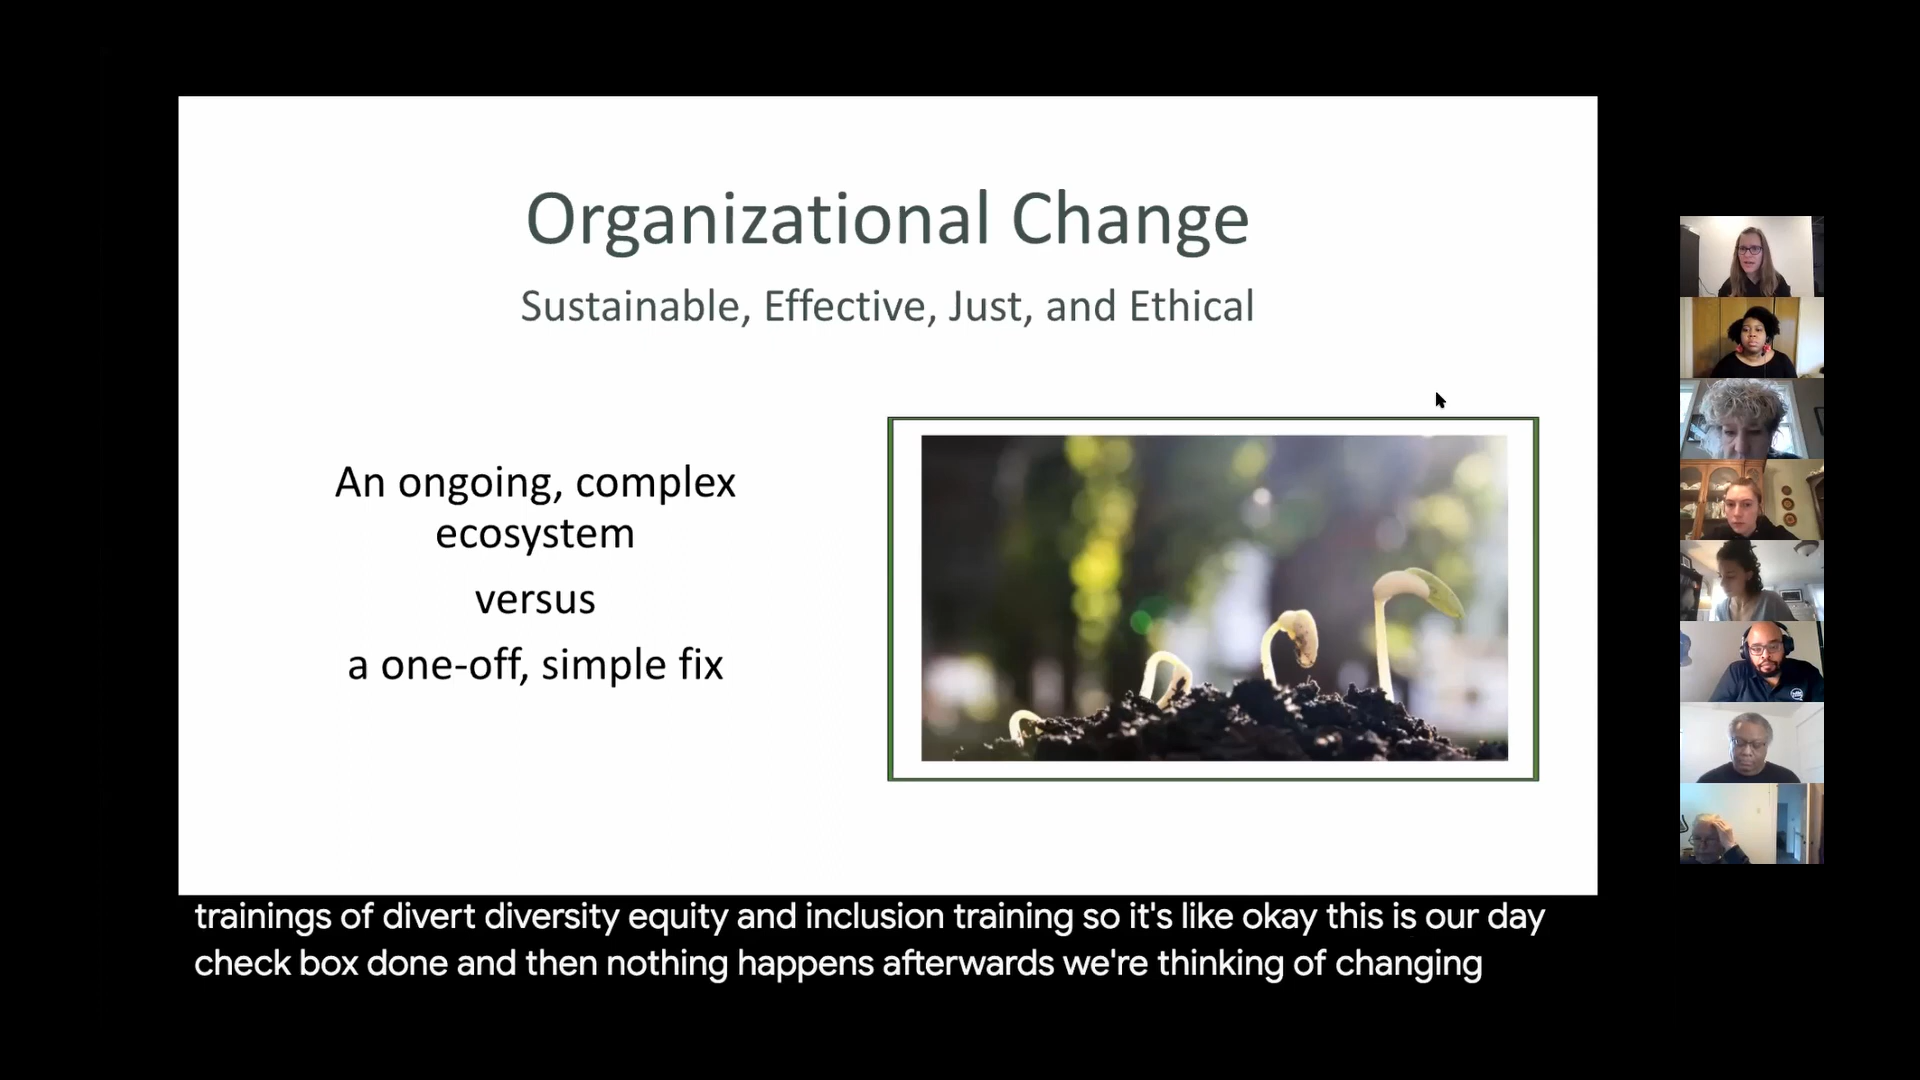 Organizational Change
Sustainable, Effective, Just, and Ethical
An ongoing, complex
ecosystem
versus
a one-off, simple fix
trainings of divert diversity equity and inclusion training so it's like okay this is our day
check box done and then nothing happens afterwards we're thinking of changing